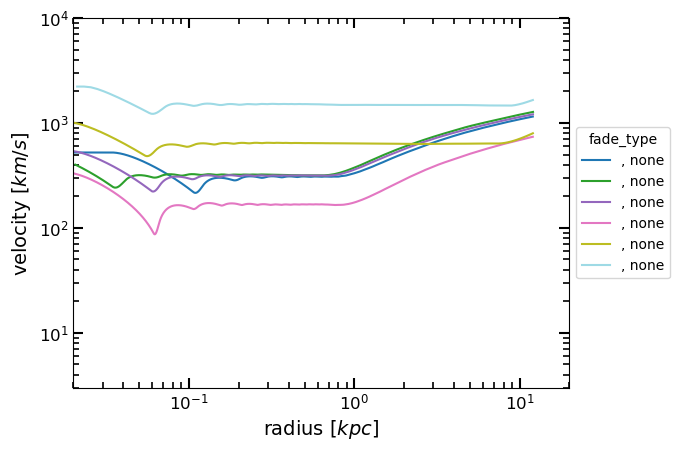 velocity [km/s]
10⁴
10³
10²
10¹
10⁻¹
10⁰
10¹
radius [kpc]
fade_type
, none
, none
, none
, none
, none
, none